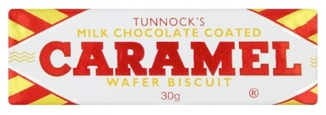 TUNNOCK'S
MILK CHOCOLATE COATED
CARAMEL
WAFER BISCUIT
30g ®